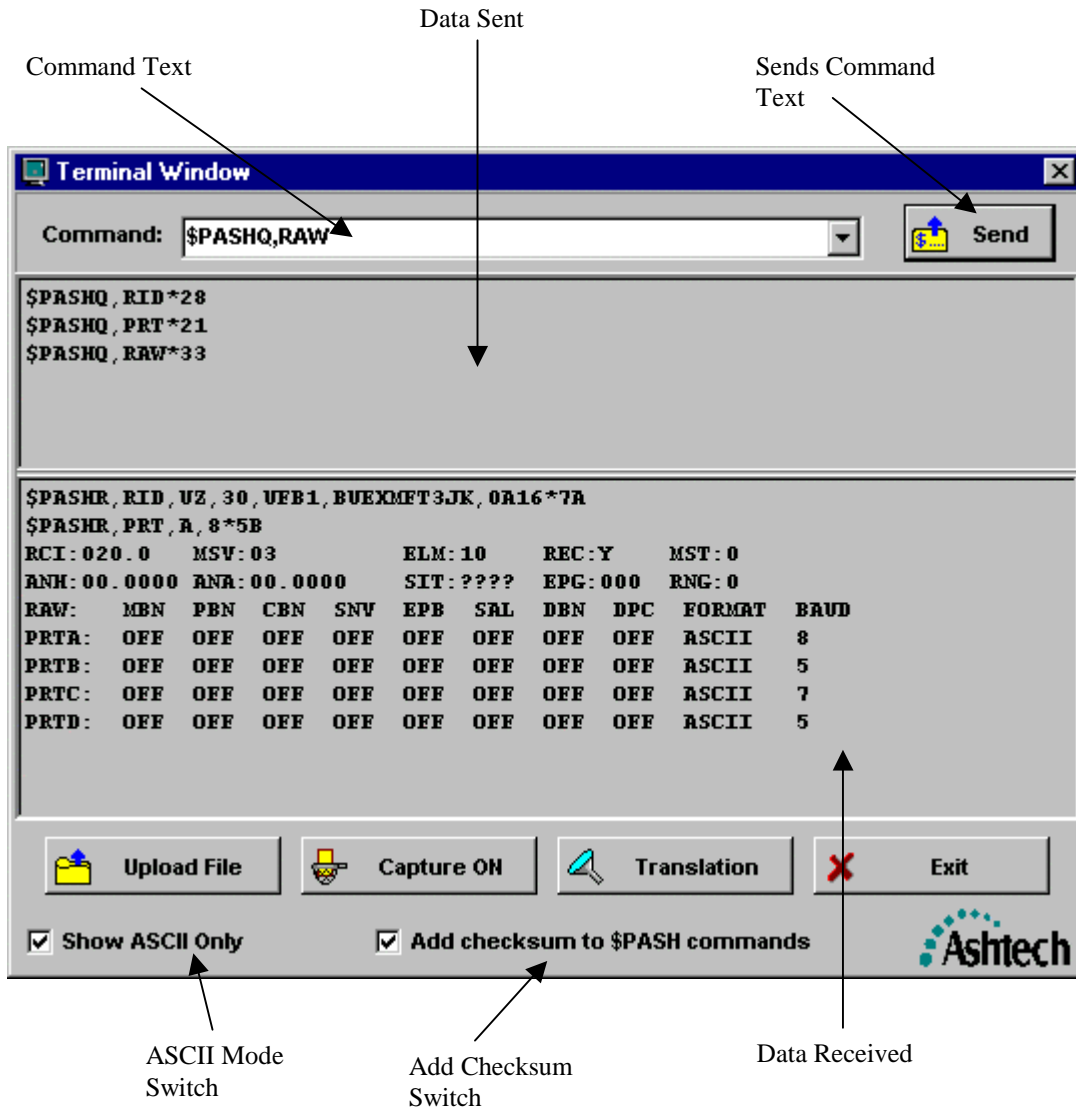 Data Sent
Command Text
Sends Command
Text
Terminal Window
Command: $PASHQ,RAW Send
$PASHQ,RID*28
$PASHQ,PRT*21
$PASHQ,RAW*33
$PASHR,RID,UZ,30,UFB1,BUEXMFT3JK,0A16*7A
$PASHR,PRT,A,8*5B
RCI:020.0 MSV:03 ELM:10 REC:Y MST:0
ANH:00.0000 ANA:00.0000 SIT:???? EPG:000 RNG:0
RAW: MBN PBN CBN SNV EPB SAL DBN DPC FORMAT BAUD
PRTA: OFF OFF OFF OFF OFF OFF OFF OFF ASCII 8
PRTB: OFF OFF OFF OFF OFF OFF OFF OFF ASCII 5
PRTC: OFF OFF OFF OFF OFF OFF OFF OFF ASCII 7
PRTD: OFF OFF OFF OFF OFF OFF OFF OFF ASCII 5
Upload File Capture ON Translation Exit
Show ASCII Only Add checksum to $PASH commands Ashtech
ASCII Mode
Switch
Add Checksum
Switch
Data Received